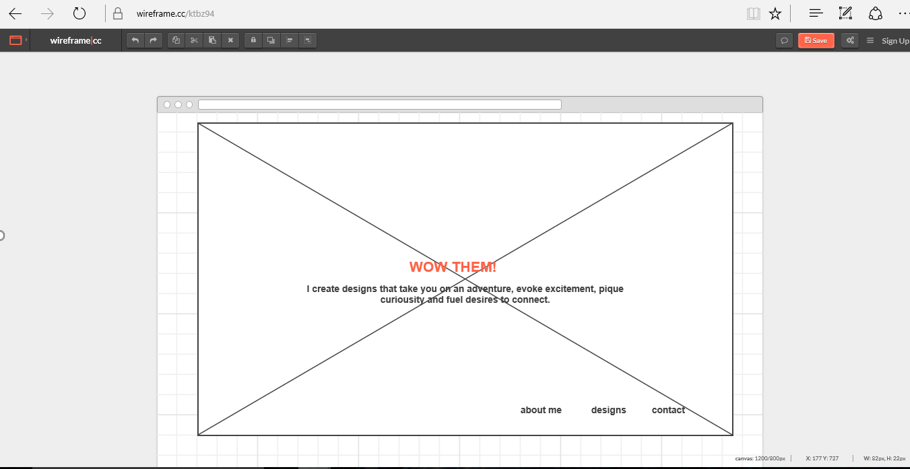 wireframe.cc/ktbz94
wireframe|cc
Save
Sign Up
WOW THEM!
I create designs that take you on an adventure, evoke excitement, pique
curiousity and fuel desires to connect.
about me designs contact
canvas: 1200/800px | X: 177 Y: 727 | W: 82px, H: 22px